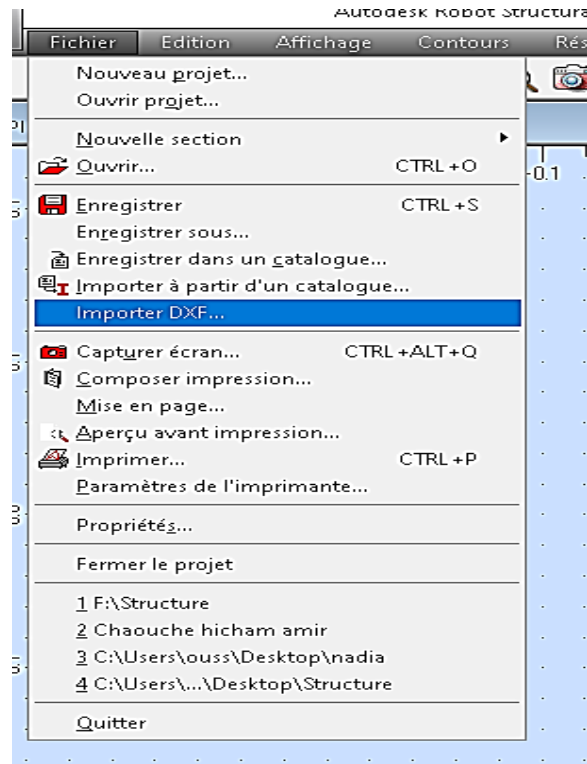 Autodesk Robot Structura
Fichier Edition Affichage Contours Rés
Nouveau projet...
Ouvrir projet...
Nouvelle section
Ouvrir... CTRL+O
-0.1
Enregistrer CTRL+S
Enregistrer sous...
Enregistrer dans un catalogue...
Importer à partir d'un catalogue...
Importer DXF...
Capturer écran... CTRL+ALT+Q
Composer impression...
Mise en page...
Aperçu avant impression...
Imprimer... CTRL+P
Paramètres de l'imprimante...
Propriétés...
Fermer le projet
1 F:\Structure
2 Chaouche hicham amir
3 C:\Users\ouss\Desktop\nadia
4 C:\Users\...\Desktop\Structure
Quitter